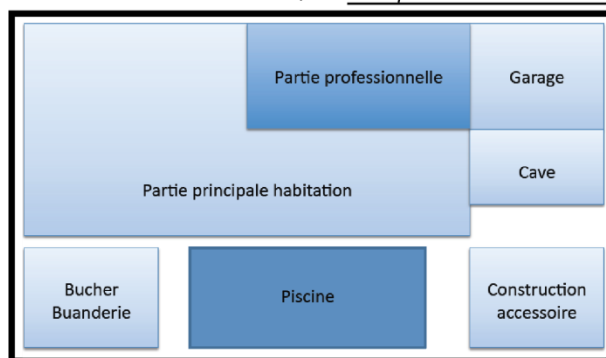 Partie professionnelle
Garage
Partie principale habitation
Cave
Bucher
Buanderie
Piscine
Construction
accessoire